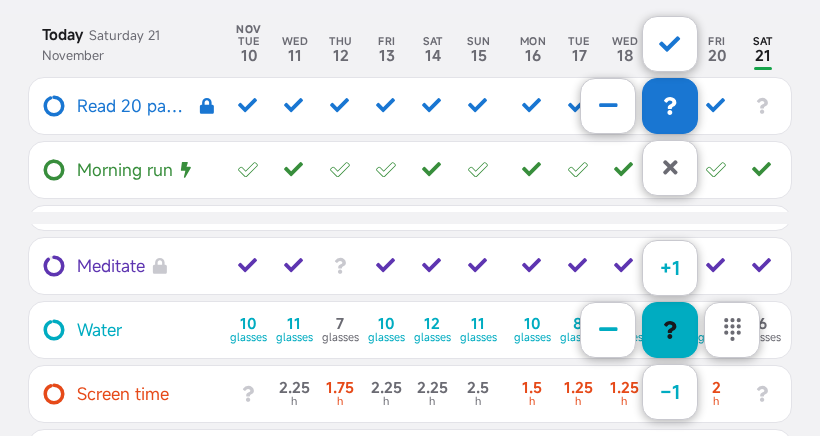 Today Saturday 21
November
NOV
TUE WED THU FRI SAT SUN MON TUE WED FRI SAT
10 11 12 13 14 15 16 17 18 20 21
Read 20 pa... ? ?
Morning run
Meditate ? +1
Water 10 11 7 10 12 11 10 8 ? 6
glasses glasses glasses glasses glasses glasses glasses
Screen time ? 2.25 1.75 2.25 2.25 2.5 1.5 1.25 1.25 −1 2 ?
h h h h h h h h h